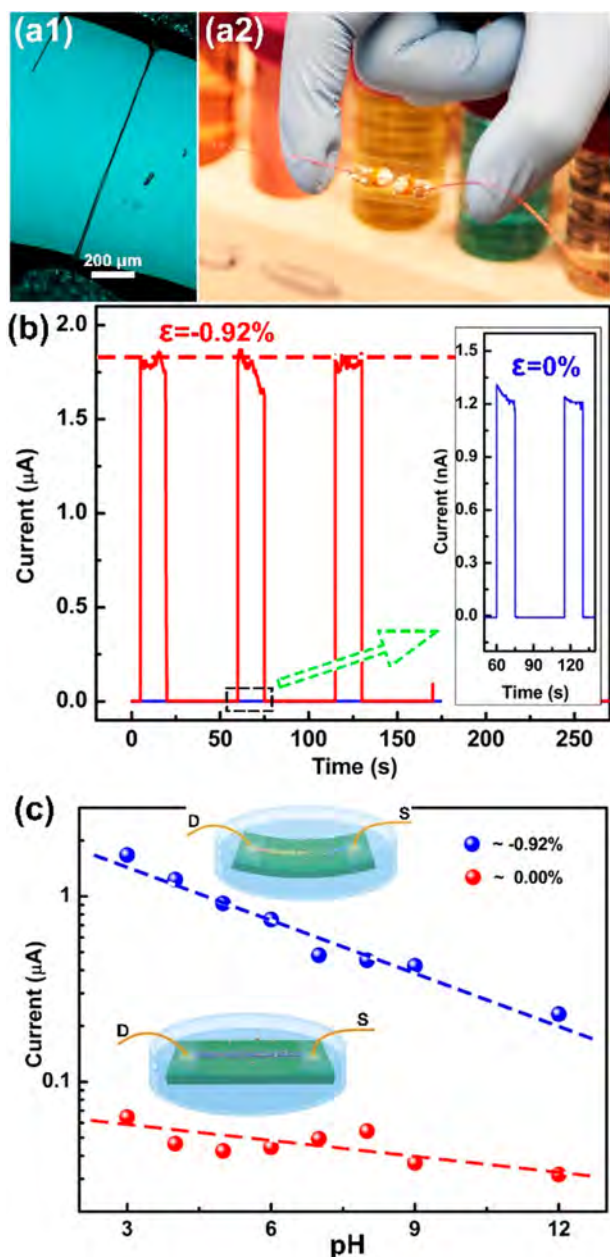 (a1)
(a2)
200 μm
(b)
2.0
1.5
1.0
0.5
0.0
Current (μA)
ε=-0.92%
0
50
100
150
200
250
Time (s)
1.5
1.2
0.9
0.6
0.3
0.0
Current (nA)
ε=0%
60
90
120
Time (s)
(c)
D
S
~ -0.92%
~ 0.00%
1
0.1
Current (μA)
D
S
3
6
9
12
pH